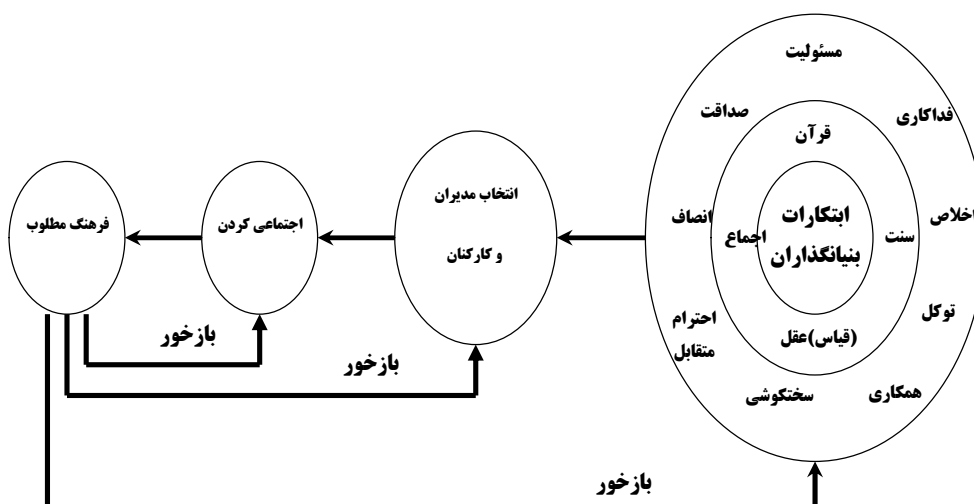 مسئولیت
صداقت
فداکاری
قرآن
انتخاب مدیران
و کارکنان
اجتماعی کردن
فرهنگ مطلوب
ابتکارات
بنیانگذاران
انصاف
اجماع
سنت
اخلاص
توکل
احترام
متقابل
عقل(قیاس)
سختکوشی
همکاری
بازخور
بازخور
بازخور